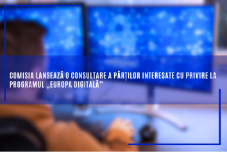 COMISIA LANSEAZĂ O CONSULTARE A PĂRȚILOR INTERESATE CU PRIVIRE LA
PROGRAMUL „EUROPA DIGITALĂ”